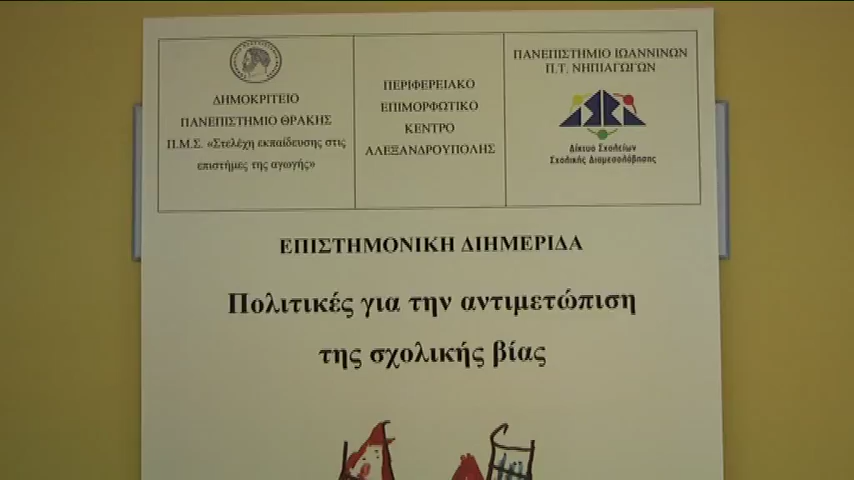 ΔΗΜΟΚΡΙΤΕΙΟ
ΠΑΝΕΠΙΣΤΗΜΙΟ ΘΡΑΚΗΣ
Π.Μ.Σ. «Στελέχη εκπαίδευσης στις
επιστήμες της αγωγής»
ΠΕΡΙΦΕΡΕΙΑΚΟ
ΕΠΙΜΟΡΦΩΤΙΚΟ
ΚΕΝΤΡΟ
ΑΛΕΞΑΝΔΡΟΥΠΟΛΗΣ
ΠΑΝΕΠΙΣΤΗΜΙΟ ΙΩΑΝΝΙΝΩΝ
Π.Τ. ΝΗΠΙΑΓΩΓΩΝ
Δίκτυο Σχολείων
Σχολικής Διαμεσολάβησης
ΕΠΙΣΤΗΜΟΝΙΚΗ ΔΙΗΜΕΡΙΔΑ
Πολιτικές για την αντιμετώπιση
της σχολικής βίας